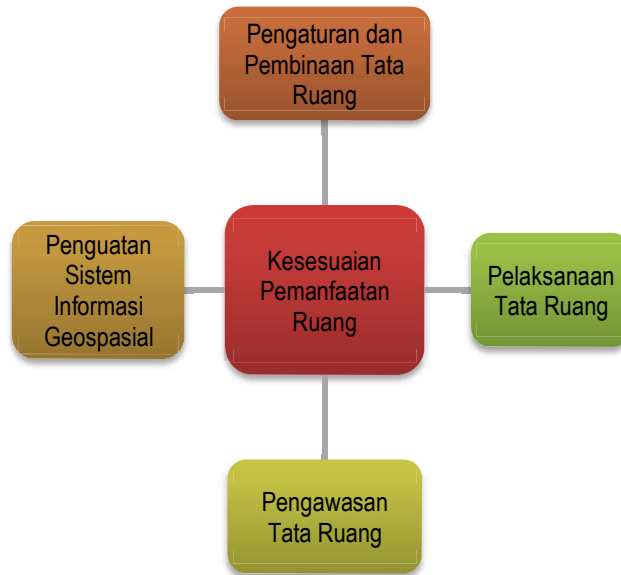 Pengaturan dan
Pembinaan Tata
Ruang
Penguatan
Sistem
Informasi
Geospasial
Kesesuaian
Pemanfaatan
Ruang
Pelaksanaan
Tata Ruang
Pengawasan
Tata Ruang